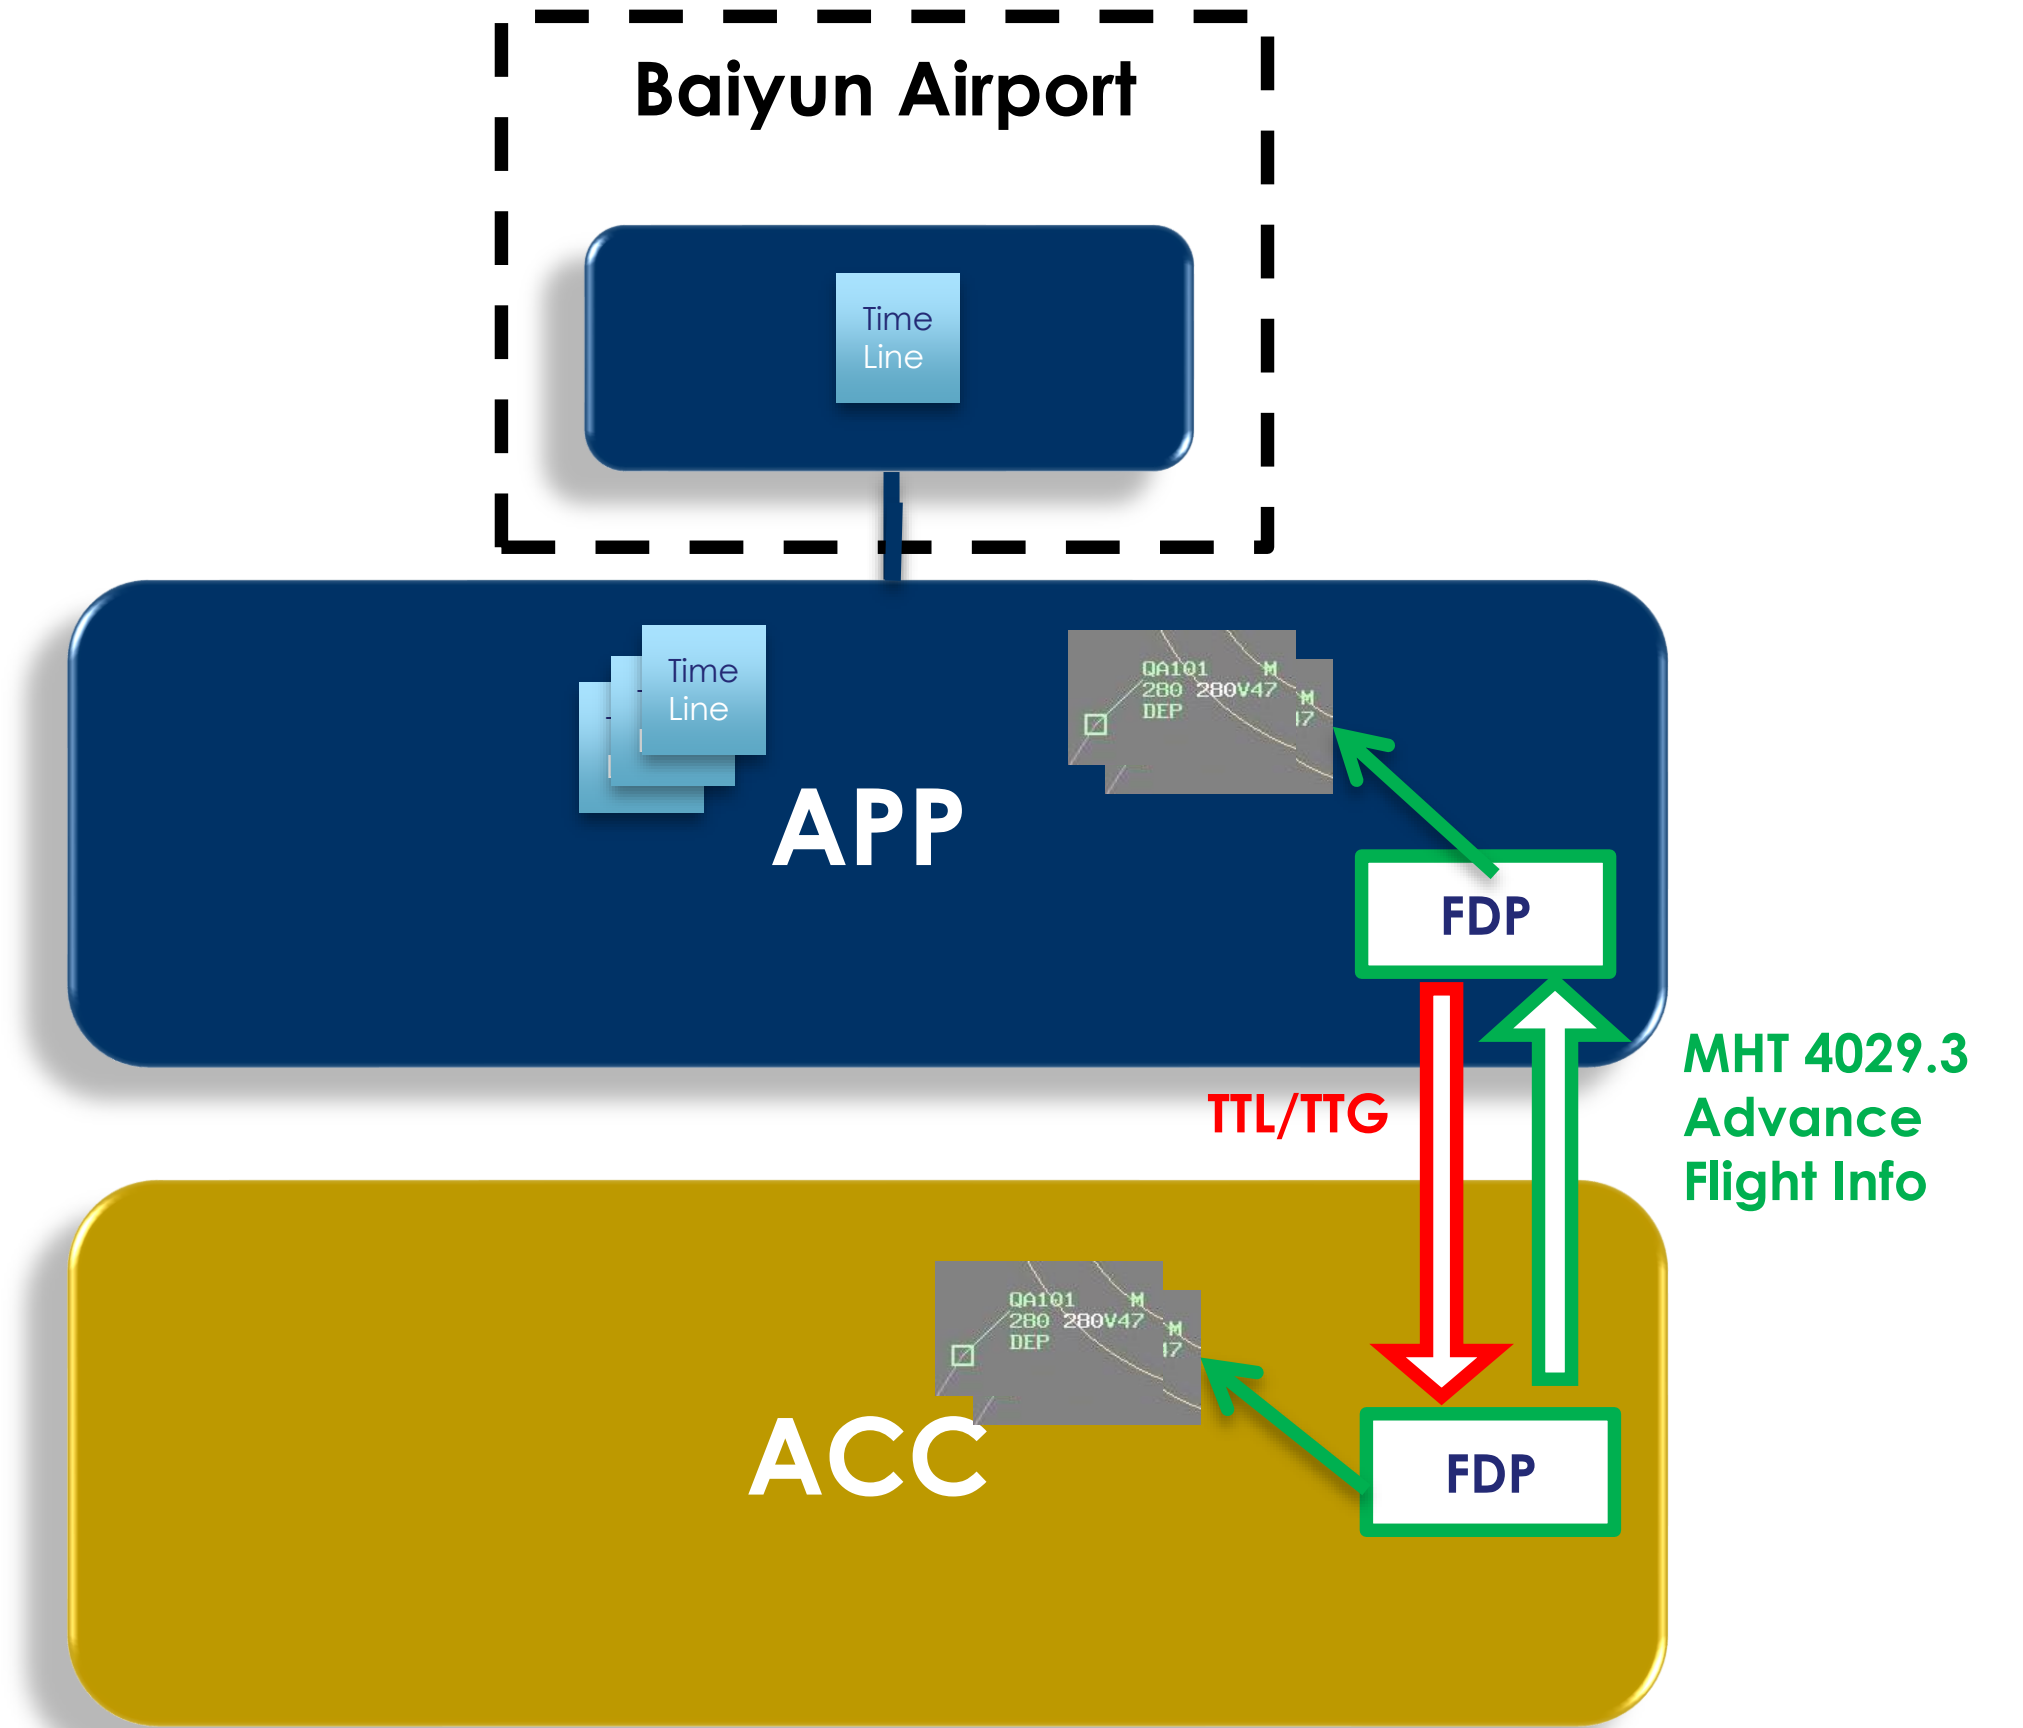 Baiyun Airport
Time
Line
Time
Line
QA101 M
280 280V47
DEP
M
17
APP
FDP
MHT 4029.3
Advance
Flight Info
TTL/TTG
QA101 M
280 280V47
DEP
M
17
ACC
FDP